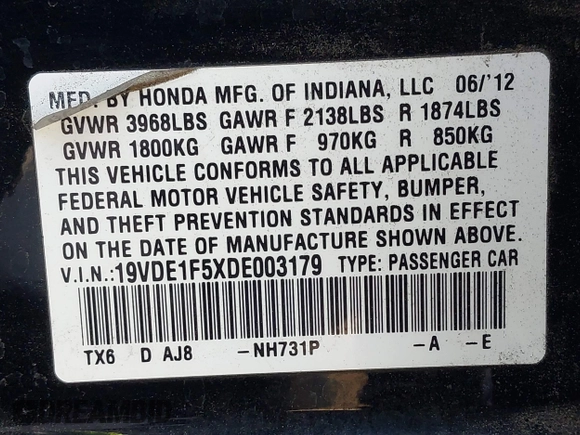 MFD. BY HONDA MFG. OF INDIANA, LLC 06/'12
GVWR 3968LBS GAWR F 2138LBS R 1874LBS
GVWR 1800KG GAWR F 970KG R 850KG
THIS VEHICLE CONFORMS TO ALL APPLICABLE
FEDERAL MOTOR VEHICLE SAFETY, BUMPER,
AND THEFT PREVENTION STANDARDS IN EFFECT
ON THE DATE OF MANUFACTURE SHOWN ABOVE.
V.I.N.:19VDE1F5XDE003179 TYPE: PASSENGER CAR
TX6 D AJ8 -NH731P -A -E